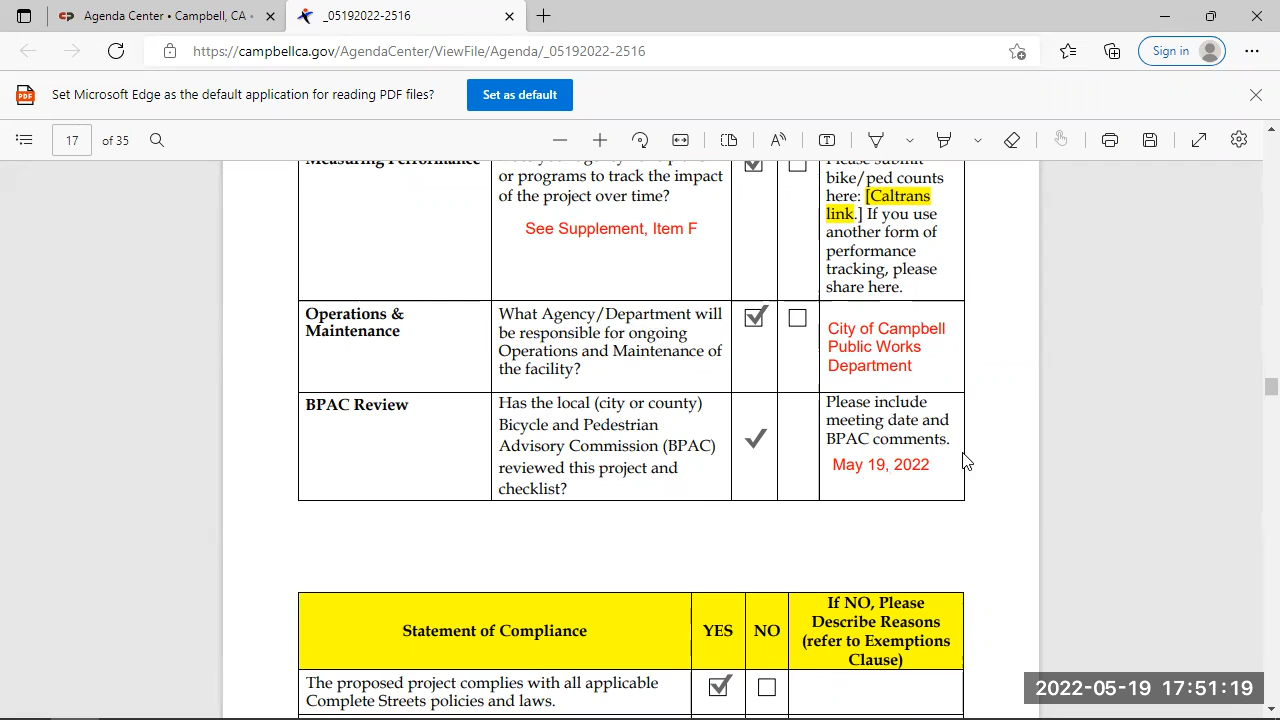 Agenda Center • Campbell, CA •
_05192022-2516
https://campbellca.gov/AgendaCenter/ViewFile/Agenda/_05192022-2516
Sign in
PDF
Set Microsoft Edge as the default application for reading PDF files?
Set as default
17
of 35
Measuring Performance
or programs to track the impact
of the project over time?
See Supplement, Item F
Please submit
bike/ped counts
here: [Caltrans
link.] If you use
another form of
performance
tracking, please
share here.
Operations &
Maintenance
What Agency/Department will
be responsible for ongoing
Operations and Maintenance of
the facility?
City of Campbell
Public Works
Department
BPAC Review
Has the local (city or county)
Bicycle and Pedestrian
Advisory Commission (BPAC)
reviewed this project and
checklist?
Please include
meeting date and
BPAC comments.
May 19, 2022
Statement of Compliance
YES
NO
If NO, Please
Describe Reasons
(refer to Exemptions
Clause)
The proposed project complies with all applicable
Complete Streets policies and laws.
2022-05-19 17:51:19